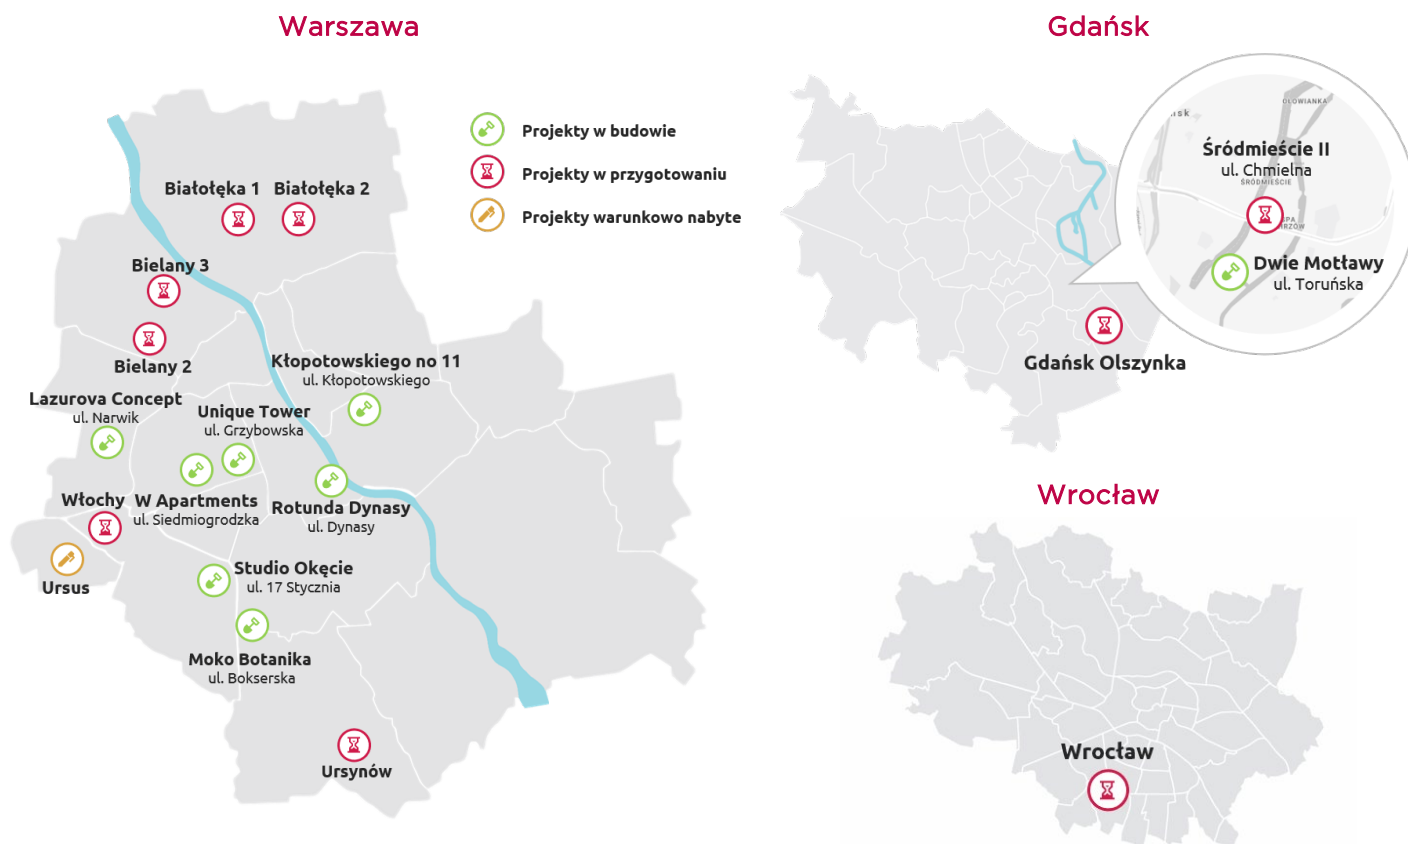 Warszawa
Projekty w budowie
Projekty w przygotowaniu
Projekty warunkowo nabyte
Białołęka 1
Białołęka 2
Bielany 3
Bielany 2
Kłopotowskiego no 11
ul. Kłopotowskiego
Lazurova Concept
ul. Narwik
Unique Tower
ul. Grzybowska
Włochy
W Apartments
ul. Siedmiogrodzka
Rotunda Dynasy
ul. Dynasy
Ursus
Studio Okęcie
ul. 17 Stycznia
Moko Botanika
ul. Bokserska
Ursynów
Gdańsk
OŁOWIANKA
Śródmieście II
ul. Chmielna
ŚRÓDMIEŚCIE
Dwie Motławy
ul. Toruńska
Gdańsk Olszynka
Wrocław
Wrocław